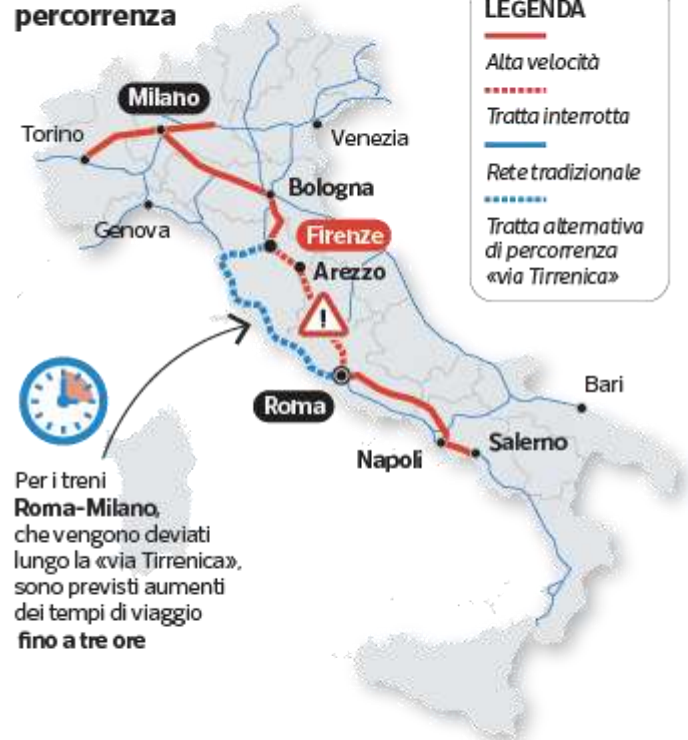 percorrenza
LEGENDA
Alta velocità
Tratta interrotta
Rete tradizionale
Tratta alternativa
di percorrenza
«via Tirrenica»
Milano
Torino
Venezia
Bologna
Genova
Firenze
Arezzo
!
Roma
Bari
Napoli
Salerno
Per i treni
Roma-Milano,
che vengono deviati
lungo la «via Tirrenica»,
sono previsti aumenti
dei tempi di viaggio
fino a tre ore